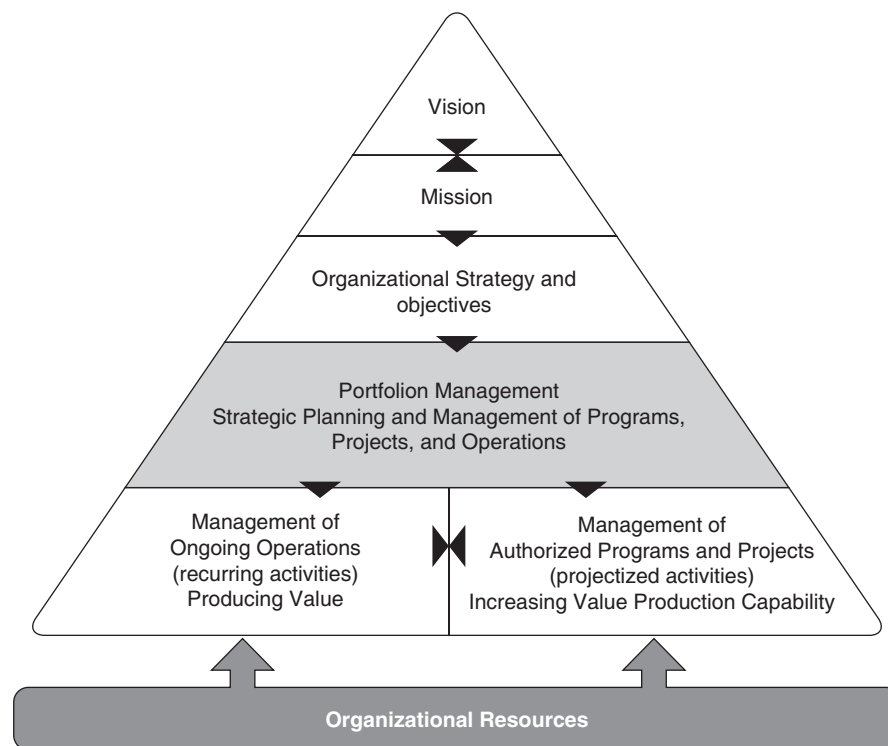 Vision
Mission
Organizational Strategy and
objectives
Portfolion Management
Strategic Planning and Management of Programs,
Projects, and Operations
Management of
Ongoing Operations
(recurring activities)
Producing Value
Management of
Authorized Programs and Projects
(projectized activities)
Increasing Value Production Capability
Organizational Resources